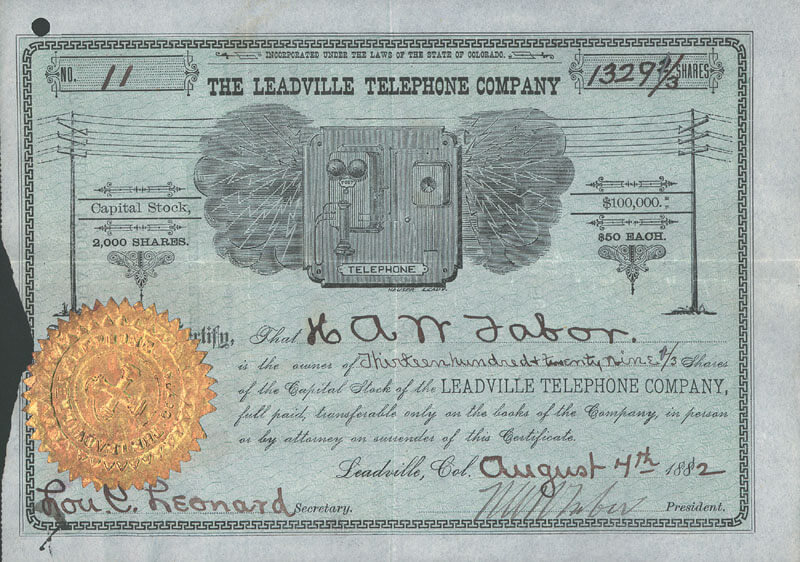 INCORPORATED UNDER THE LAWS OF THE STATE OF COLORADO.
NO. 11
THE LEADVILLE TELEPHONE COMPANY
1329 1/3 SHARES
Capital Stock,
2,000 SHARES.
$100,000.
$50 EACH.
TELEPHONE
That H A W Tabor.
is the owner of Thirteen hundred & twenty nine 1/3 Shares
of the Capital Stock of the LEADVILLE TELEPHONE COMPANY,
full paid, transferable only on the books of the Company, in person
or by attorney on surrender of this Certificate.
Leadville, Col. August 4th 1882
Lou C. Leonard Secretary.
H A W Tabor President.